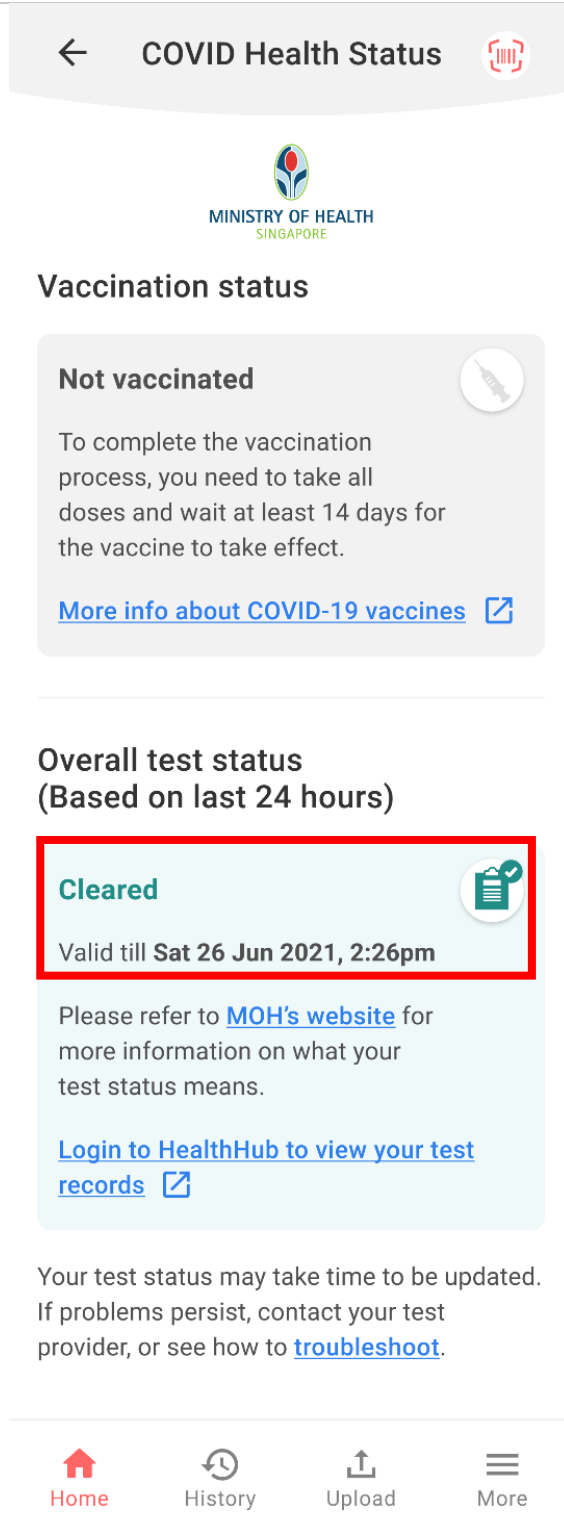 COVID Health Status
MINISTRY OF HEALTH
SINGAPORE
Vaccination status
Not vaccinated
To complete the vaccination
process, you need to take all
doses and wait at least 14 days for
the vaccine to take effect.
More info about COVID-19 vaccines
Overall test status
(Based on last 24 hours)
Cleared
Valid till Sat 26 Jun 2021, 2:26pm
Please refer to MOH's website for
more information on what your
test status means.
Login to HealthHub to view your test
records
Your test status may take time to be updated.
If problems persist, contact your test
provider, or see how to troubleshoot.
Home History Upload More